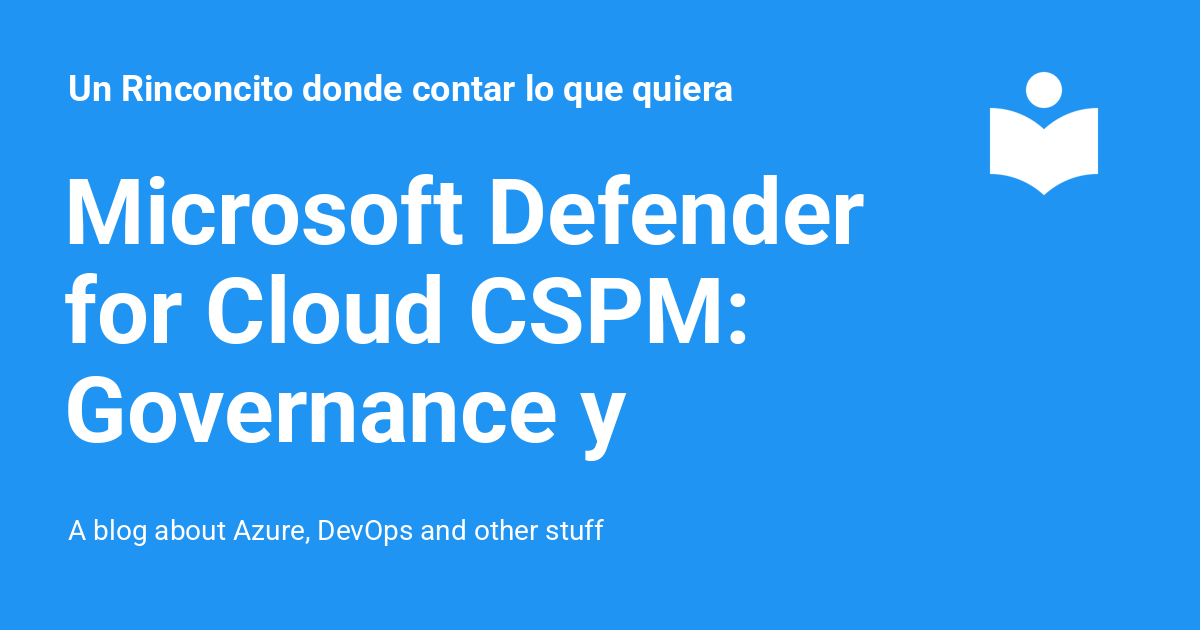 Un Rinconcito donde contar lo que quiera
Microsoft Defender
for Cloud CSPM:
Governance y
A blog about Azure, DevOps and other stuff